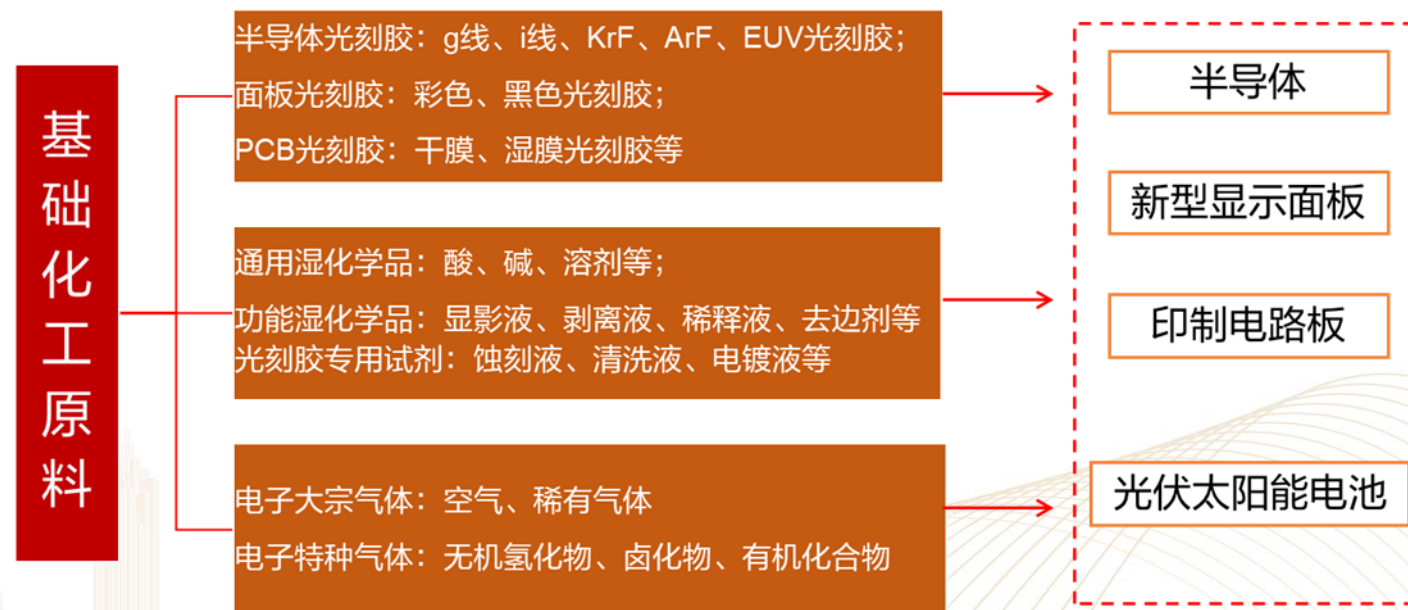 基础化工原料
半导体光刻胶：g线、i线、KrF、ArF、EUV光刻胶；
面板光刻胶：彩色、黑色光刻胶；
PCB光刻胶：干膜、湿膜光刻胶等
通用湿化学品：酸、碱、溶剂等；
功能湿化学品：显影液、剥离液、稀释液、去边剂等
光刻胶专用试剂：蚀刻液、清洗液、电镀液等
电子大宗气体：空气、稀有气体
电子特种气体：无机氢化物、卤化物、有机化合物
半导体
新型显示面板
印制电路板
光伏太阳能电池